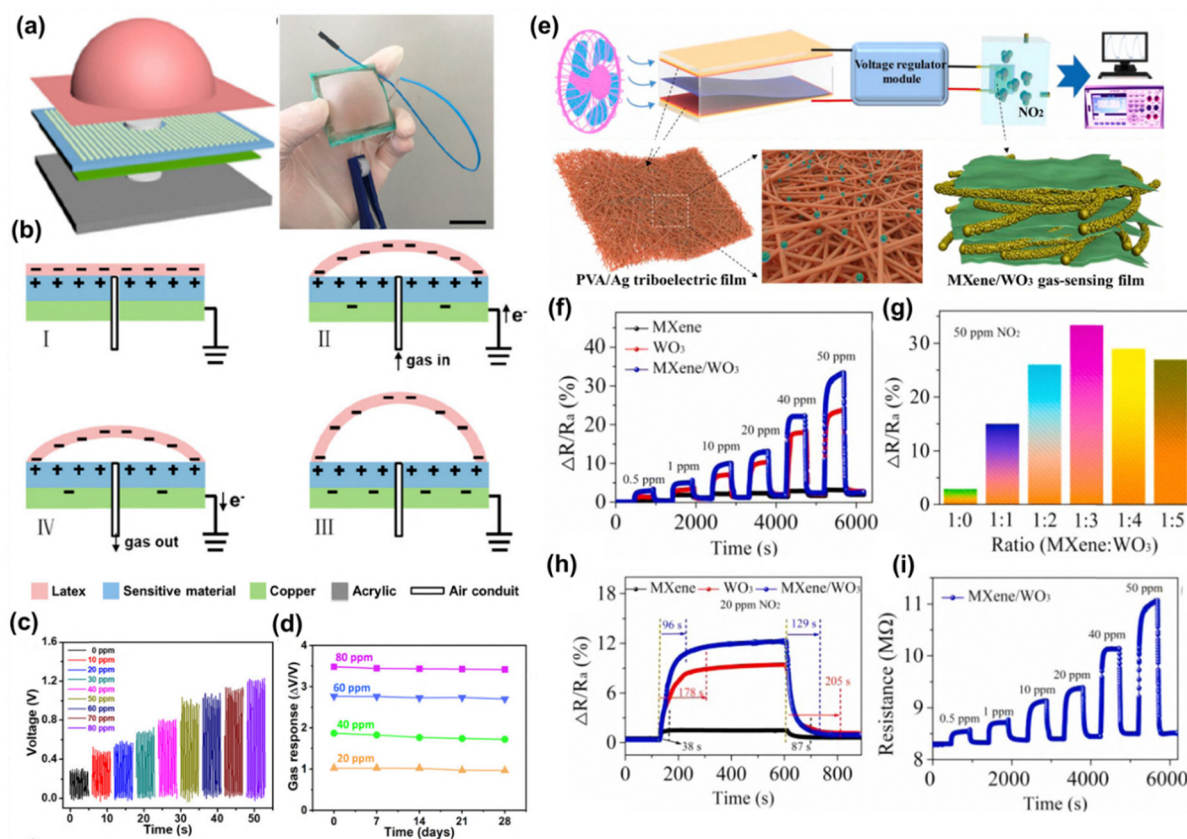 (a)
(b)
I
II
gas in
e-
IV
gas out
e-
III
Latex
Sensitive material
Copper
Acrylic
Air conduit
(c)
Voltage (V)
1.6
1.2
0.8
0.4
0.0
0 ppm
10 ppm
20 ppm
30 ppm
40 ppm
50 ppm
60 ppm
70 ppm
80 ppm
0 10 20 30 40 50
Time (s)
(d)
Gas response (ΔV/V)
4
3
2
1
0
80 ppm
60 ppm
40 ppm
20 ppm
0 7 14 21 28
Time (days)
(e)
Voltage regulator
module
NO2
PVA/Ag triboelectric film
MXene/WO3 gas-sensing film
(f)
ΔR/Ra (%)
45
30
15
0
MXene
WO3
MXene/WO3
0.5 ppm
1 ppm
10 ppm
20 ppm
40 ppm
50 ppm
0 2000 4000 6000
Time (s)
(g)
50 ppm NO2
ΔR/Ra (%)
30
20
10
0
1:0 1:1 1:2 1:3 1:4 1:5
Ratio (MXene:WO3)
(h)
MXene WO3 MXene/WO3
20 ppm NO2
ΔR/Ra (%)
12
9
6
3
0
96 s
129 s
178 s
205 s
38 s
87 s
0 200 400 600 800
Time (s)
(i)
MXene/WO3
Resistance (MΩ)
11
10
9
8
0.5 ppm
1 ppm
10 ppm
20 ppm
40 ppm
50 ppm
0 2000 4000 6000
Time (s)